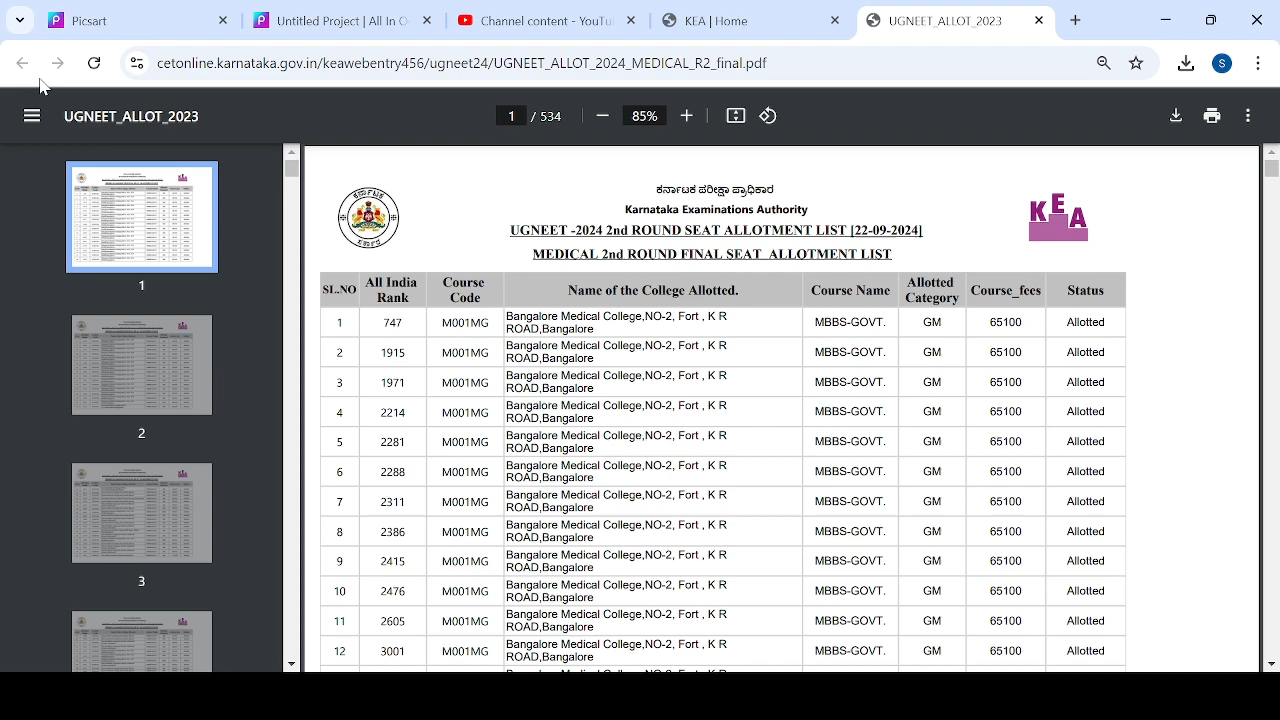 Picsart
Untitled Project | All In O
Channel content - YouTu
KEA | Home
UGNEET_ALLOT_2023
cetonline.karnataka.gov.in/keawebentry456/ugneet24/UGNEET_ALLOT_2024_MEDICAL_R2_final.pdf
S
UGNEET_ALLOT_2023
1 / 534
85%
1
2
3
ಕರ್ನಾಟಕ ಪರೀಕ್ಷಾ ಪ್ರಾಧಿಕಾರ
Karnataka Examinations Authority
UGNEET -2024 2nd ROUND SEAT ALLOTMENT LIST [22-09-2024]
MEDICAL 2nd ROUND FINAL SEAT ALLOTMENT LIST
KEA
SL.NO All India Rank Course Code Name of the College Allotted. Course Name Allotted Category Course_fees Status
1 747 M001MG Bangalore Medical College,NO-2, Fort , K R ROAD,Bangalore MBBS-GOVT. GM 65100 Allotted
2 1915 M001MG Bangalore Medical College,NO-2, Fort , K R ROAD,Bangalore MBBS-GOVT. GM 65100 Allotted
3 1971 M001MG Bangalore Medical College,NO-2, Fort , K R ROAD,Bangalore MBBS-GOVT. GM 65100 Allotted
4 2214 M001MG Bangalore Medical College,NO-2, Fort , K R ROAD,Bangalore MBBS-GOVT. GM 65100 Allotted
5 2281 M001MG Bangalore Medical College,NO-2, Fort , K R ROAD,Bangalore MBBS-GOVT. GM 65100 Allotted
6 2288 M001MG Bangalore Medical College,NO-2, Fort , K R ROAD,Bangalore MBBS-GOVT. GM 65100 Allotted
7 2311 M001MG Bangalore Medical College,NO-2, Fort , K R ROAD,Bangalore MBBS-GOVT. GM 65100 Allotted
8 2386 M001MG Bangalore Medical College,NO-2, Fort , K R ROAD,Bangalore MBBS-GOVT. GM 65100 Allotted
9 2415 M001MG Bangalore Medical College,NO-2, Fort , K R ROAD,Bangalore MBBS-GOVT. GM 65100 Allotted
10 2476 M001MG Bangalore Medical College,NO-2, Fort , K R ROAD,Bangalore MBBS-GOVT. GM 65100 Allotted
11 2605 M001MG Bangalore Medical College,NO-2, Fort , K R ROAD,Bangalore MBBS-GOVT. GM 65100 Allotted
12 3001 M001MG Bangalore Medical College,NO-2, Fort , K R ROAD,Bangalore MBBS-GOVT. GM 65100 Allotted